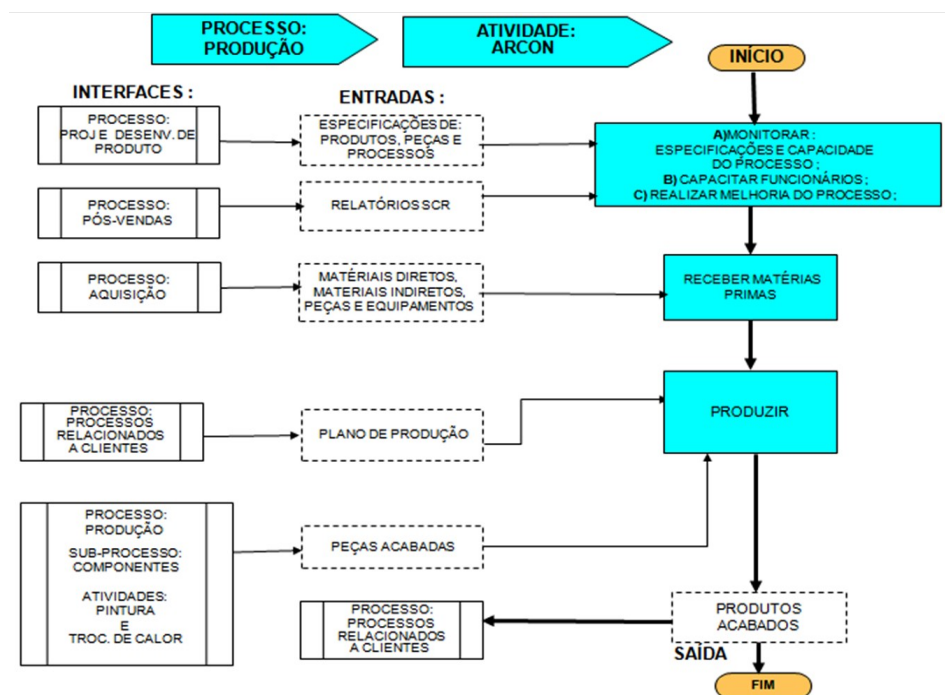 PROCESSO:
PRODUÇÃO
ATIVIDADE:
ARCON
INÍCIO
INTERFACES :
ENTRADAS :
PROCESSO:
PROJ E DESENV. DE
PRODUTO
ESPECIFICAÇÕES DE:
PRODUTOS, PEÇAS E
PROCESSOS
A)MONITORAR :
ESPECIFICAÇÕES E CAPACIDADE
DO PROCESSO ;
B) CAPACITAR FUNCIONÁRIOS ;
C) REALIZAR MELHORIA DO PROCESSO ;
PROCESSO:
PÓS-VENDAS
RELATÓRIOS SCR
PROCESSO:
AQUISIÇÃO
MATÉRIAIS DIRETOS,
MATERIAIS INDIRETOS,
PEÇAS E EQUIPAMENTOS
RECEBER MATÉRIAS
PRIMAS
PROCESSO:
PROCESSOS
RELACIONADOS
A CLIENTES
PLANO DE PRODUÇÃO
PRODUZIR
PROCESSO:
PRODUÇÃO
SUB-PROCESSO:
COMPONENTES
ATIVIDADES:
PINTURA
E
TROC. DE CALOR
PEÇAS ACABADAS
PROCESSO:
PROCESSOS
RELACIONADOS
A CLIENTES
PRODUTOS
ACABADOS
SAÍDA
FIM